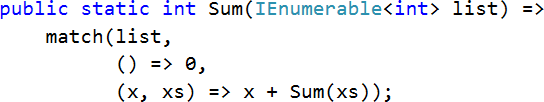 public static int Sum(IEnumerable<int> list) =>
    match(list,
          () => 0,
          (x, xs) => x + Sum(xs));